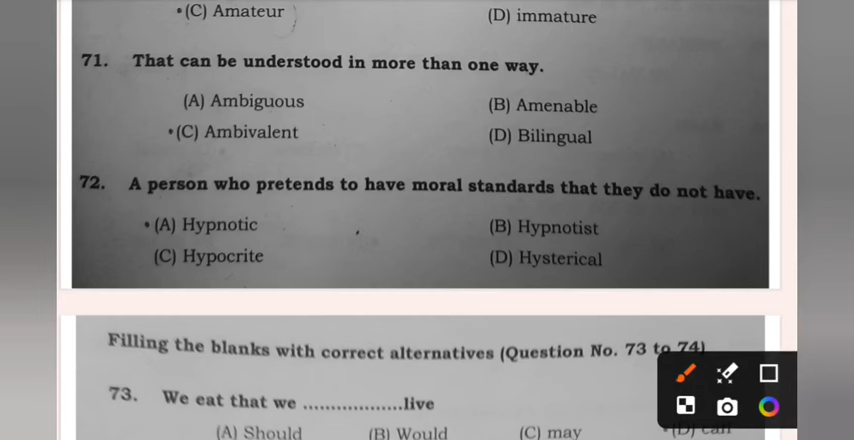 •(C) Amateur (D) immature
71. That can be understood in more than one way.
(A) Ambiguous (B) Amenable
•(C) Ambivalent (D) Bilingual
72. A person who pretends to have moral standards that they do not have.
•(A) Hypnotic (B) Hypnotist
(C) Hypocrite (D) Hysterical
Filling the blanks with correct alternatives (Question No. 73 to 74)
73. We eat that we ..................live
(A) Should (B) Would (C) may •(D) can